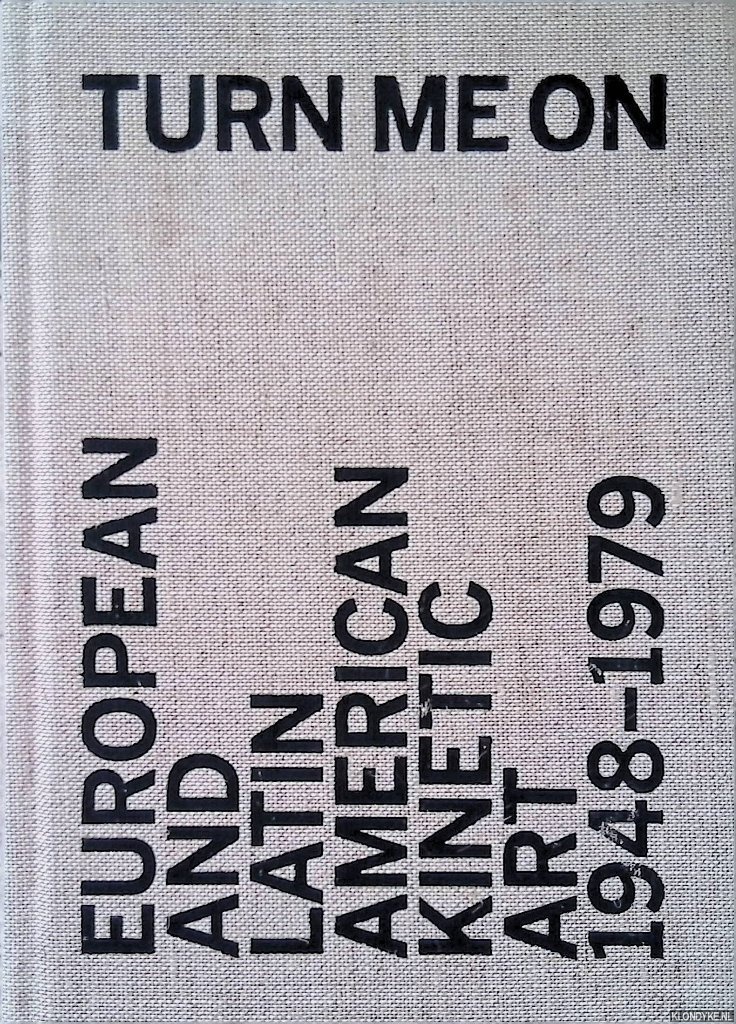 TURN ME ON
EUROPEAN
AND
LATIN
AMERICAN
KINETIC
ART
1948–1979
KLONDYKE.NL